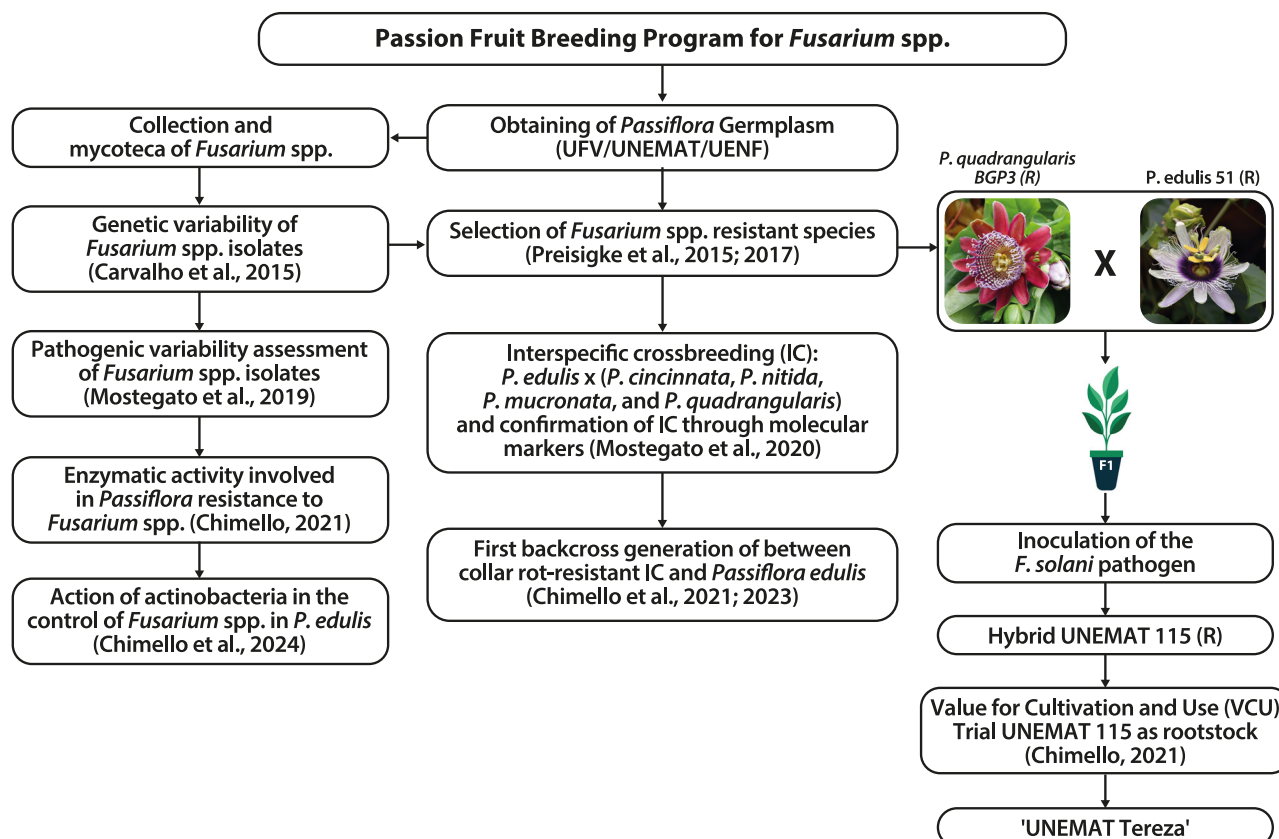 Passion Fruit Breeding Program for Fusarium spp.
Collection and
mycoteca of Fusarium spp.
Genetic variability of
Fusarium spp. isolates
(Carvalho et al., 2015)
Pathogenic variability assessment
of Fusarium spp. isolates
(Mostegato et al., 2019)
Enzymatic activity involved
in Passiflora resistance to
Fusarium spp. (Chimello, 2021)
Action of actinobacteria in the
control of Fusarium spp. in P. edulis
(Chimello et al., 2024)
Obtaining of Passiflora Germplasm
(UFV/UNEMAT/UENF)
Selection of Fusarium spp. resistant species
(Preisigke et al., 2015; 2017)
Interspecific crossbreeding (IC):
P. edulis x (P. cincinnata, P. nitida,
P. mucronata, and P. quadrangularis)
and confirmation of IC through molecular
markers (Mostegato et al., 2020)
First backcross generation of between
collar rot-resistant IC and Passiflora edulis
(Chimello et al., 2021; 2023)
P. quadrangularis
BGP3 (R)
P. edulis 51 (R)
X
F1
Inoculation of the
F. solani pathogen
Hybrid UNEMAT 115 (R)
Value for Cultivation and Use (VCU)
Trial UNEMAT 115 as rootstock
(Chimello, 2021)
'UNEMAT Tereza'